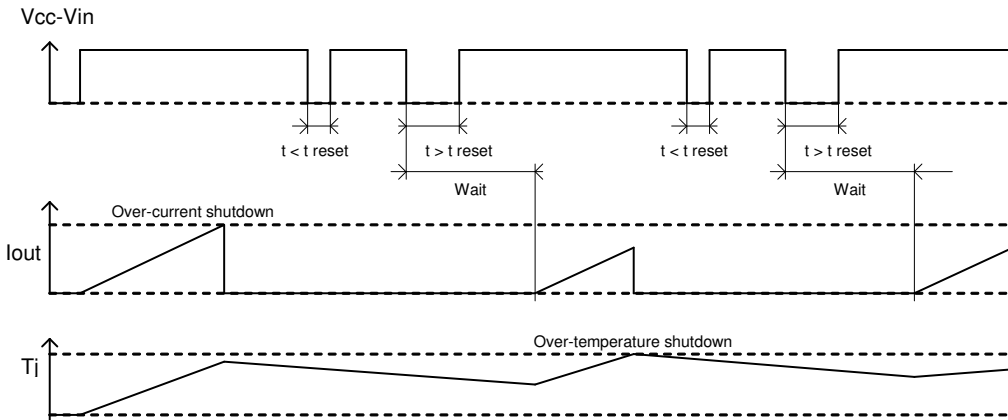 Vcc-Vin
t < t reset
t > t reset
t < t reset
t > t reset
Wait
Wait
Over-current shutdown
Iout
Over-temperature shutdown
Tj